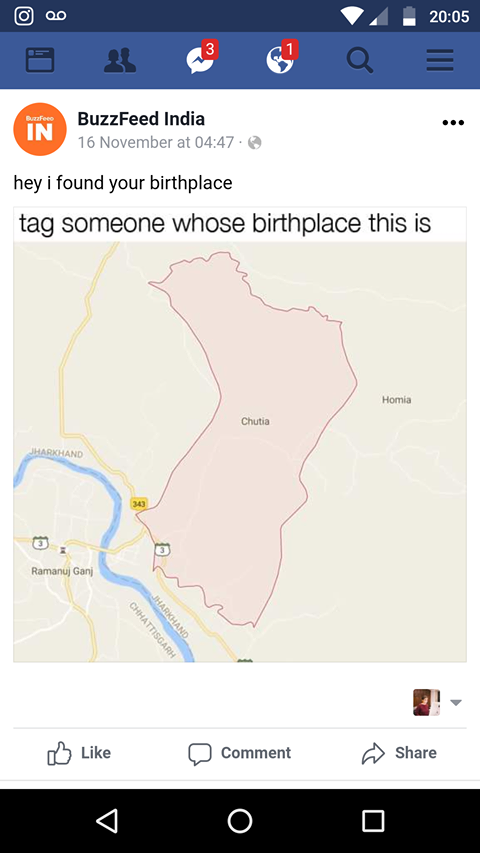 20:05
3
1
BuzzFeed
IN
BuzzFeed India
16 November at 04:47 ·
hey i found your birthplace
tag someone whose birthplace this is
Homia
Chutia
JHARKHAND
343
3
3
Ramanuj Ganj
JHARKHAND
CHHATTISGARH
Like
Comment
Share